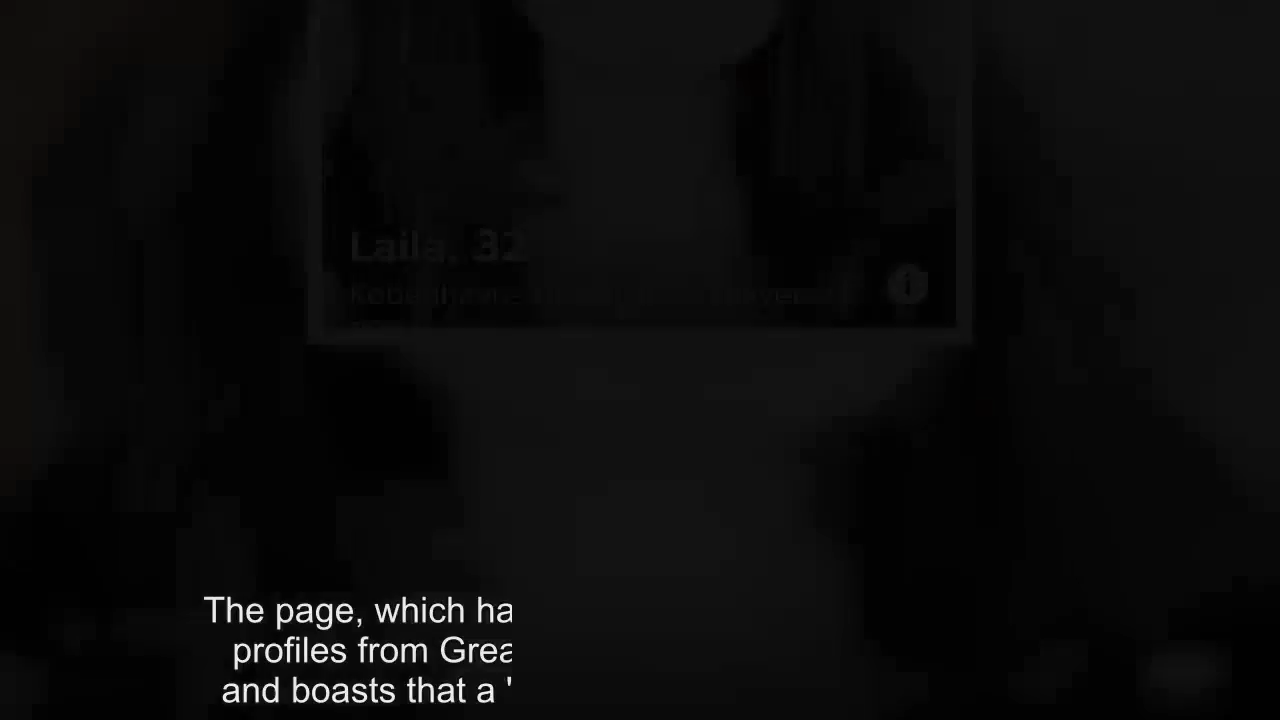 Laila, 32
The page, which ha
profiles from Grea
and boasts that a '